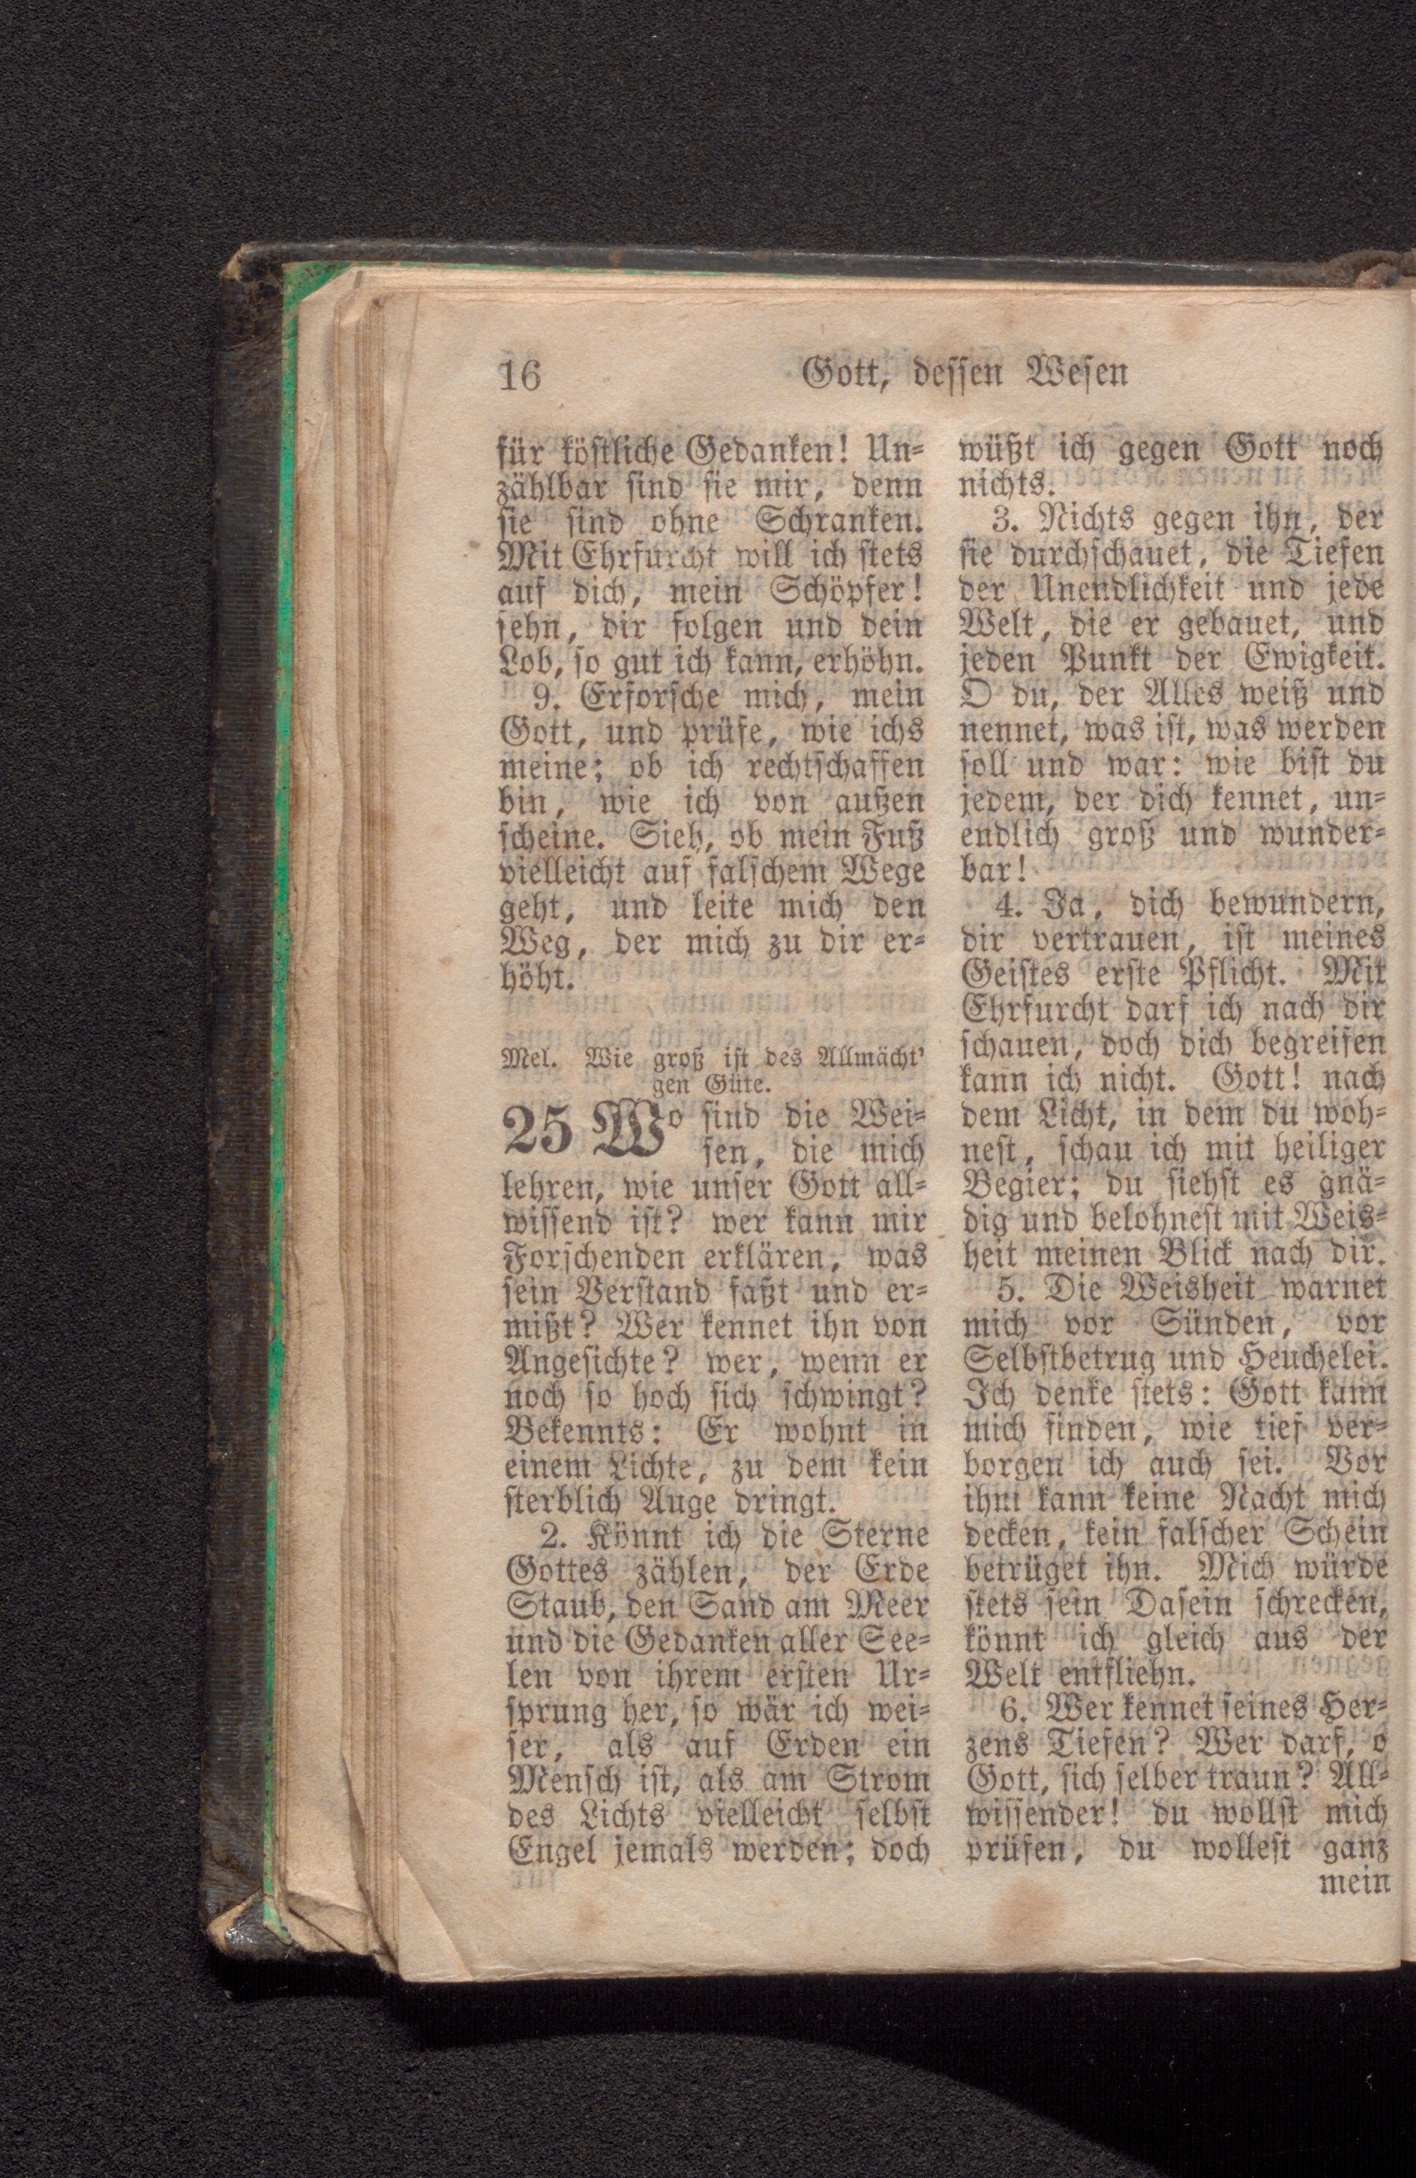 16 Gott, dessen Wesen
für köstliche Gedanken! Un-
zählbar sind sie mir, denn
sie sind ohne Schranken.
Mit Ehrfurcht will ich stets
auf dich, mein Schöpfer!
sehn, dir folgen und dein
Lob, so gut ich kann, erhöhn.
9. Erforsche mich, mein
Gott, und prüfe, wie ichs
meine; ob ich rechtschaffen
bin, wie ich von außen
scheine. Sieh, ob mein Fuß
vielleicht auf falschem Wege
geht, und leite mich den
Weg, der mich zu dir er-
höht.
Mel. Wie groß ist des Allmächt'
gen Güte.
25 Wo sind die Wei-
sen, die mich
lehren, wie unser Gott all-
wissend ist? wer kann mir
Forschenden erklären, was
sein Verstand faßt und er-
mißt? Wer kennet ihn von
Angesichte? wer, wenn er
noch so hoch sich schwingt?
Bekennts: Er wohnt in
einem Lichte, zu dem kein
sterblich Auge dringt.
2. Könnt ich die Sterne
Gottes zählen, der Erde
Staub, den Sand am Meer
und die Gedanken aller See-
len von ihrem ersten Ur-
sprung her, so wär ich wei-
ser, als auf Erden ein
Mensch ist, als am Strom
des Lichts vielleicht selbst
Engel jemals werden; doch
wüßt ich gegen Gott noch
nichts.
3. Nichts gegen ihn, der
sie durchschauet, die Tiefen
der Unendlichkeit und jede
Welt, die er gebauet, und
jeden Punkt der Ewigkeit.
O du, der Alles weiß und
nennet, was ist, was werden
soll und war: wie bist du
jedem, der dich kennet, un-
endlich groß und wunder-
bar!
4. Ja, dich bewundern,
dir vertrauen, ist meines
Geistes erste Pflicht. Mit
Ehrfurcht darf ich nach dir
schauen, doch dich begreifen
kann ich nicht. Gott! nach
dem Licht, in dem du woh-
nest, schau ich mit heiliger
Begier; du siehst es gnä-
dig und belohnest mit Weis-
heit meinen Blick nach dir.
5. Die Weisheit warnet
mich vor Sünden, vor
Selbstbetrug und Heuchelei.
Ich denke stets: Gott kann
mich finden, wie tief ver-
borgen ich auch sei. Vor
ihm kann keine Nacht mich
decken, kein falscher Schein
betrüget ihn. Mich würde
stets sein Dasein schrecken,
könnt ich gleich aus der
Welt entfliehn.
6. Wer kennet seines Her-
zens Tiefen? Wer darf, o
Gott, sich selber traun? All-
wissender! du wollst mich
prüfen, du wollest ganz
mein